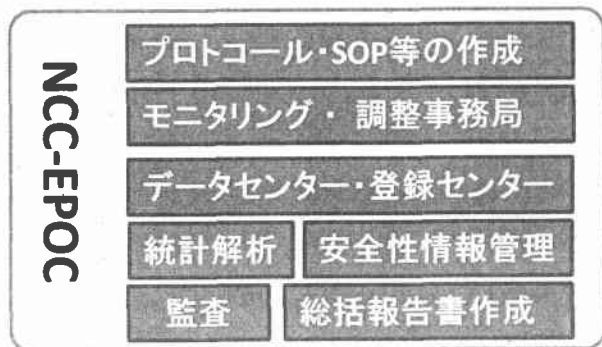 NCC-EPOC
プロトコール・SOP等の作成
モニタリング・調整事務局
データセンター・登録センター
統計解析
安全性情報管理
監査
総括報告書作成